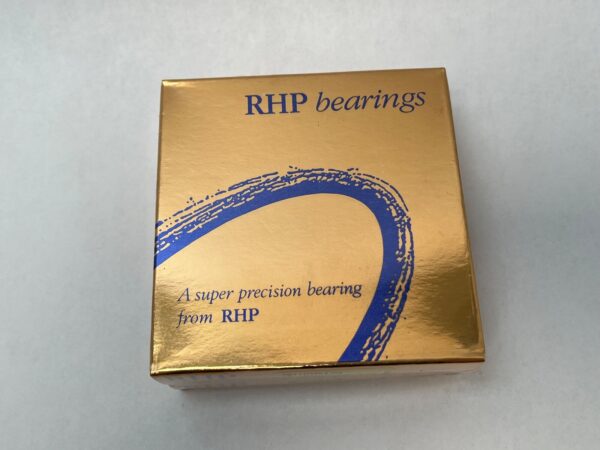 RHP bearings
A super precision bearing
from RHP